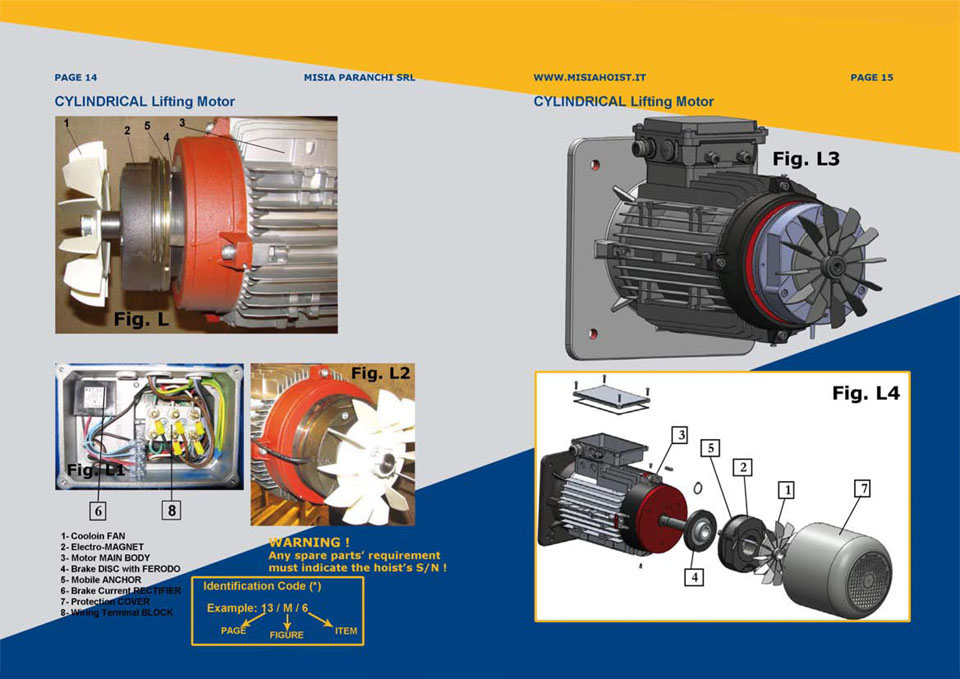 PAGE 14
MISIA PARANCHI SRL
CYLINDRICAL Lifting Motor
1
2
5
4
3
Fig. L
Fig. L1
6
8
Fig. L2
1- Cooloin FAN
2- Electro-MAGNET
3- Motor MAIN BODY
4- Brake DISC with FERODO
5- Mobile ANCHOR
6- Brake Current RECTIFIER
7- Protection COVER
8- Wiring Terminal BLOCK
WARNING !
Any spare parts’ requirement
must indicate the hoist’s S/N !
Identification Code (*)
Example: 13 / M / 6
PAGE
FIGURE
ITEM
WWW.MISIAHOIST.IT
PAGE 15
CYLINDRICAL Lifting Motor
Fig. L3
Fig. L4
3
5
2
1
7
4